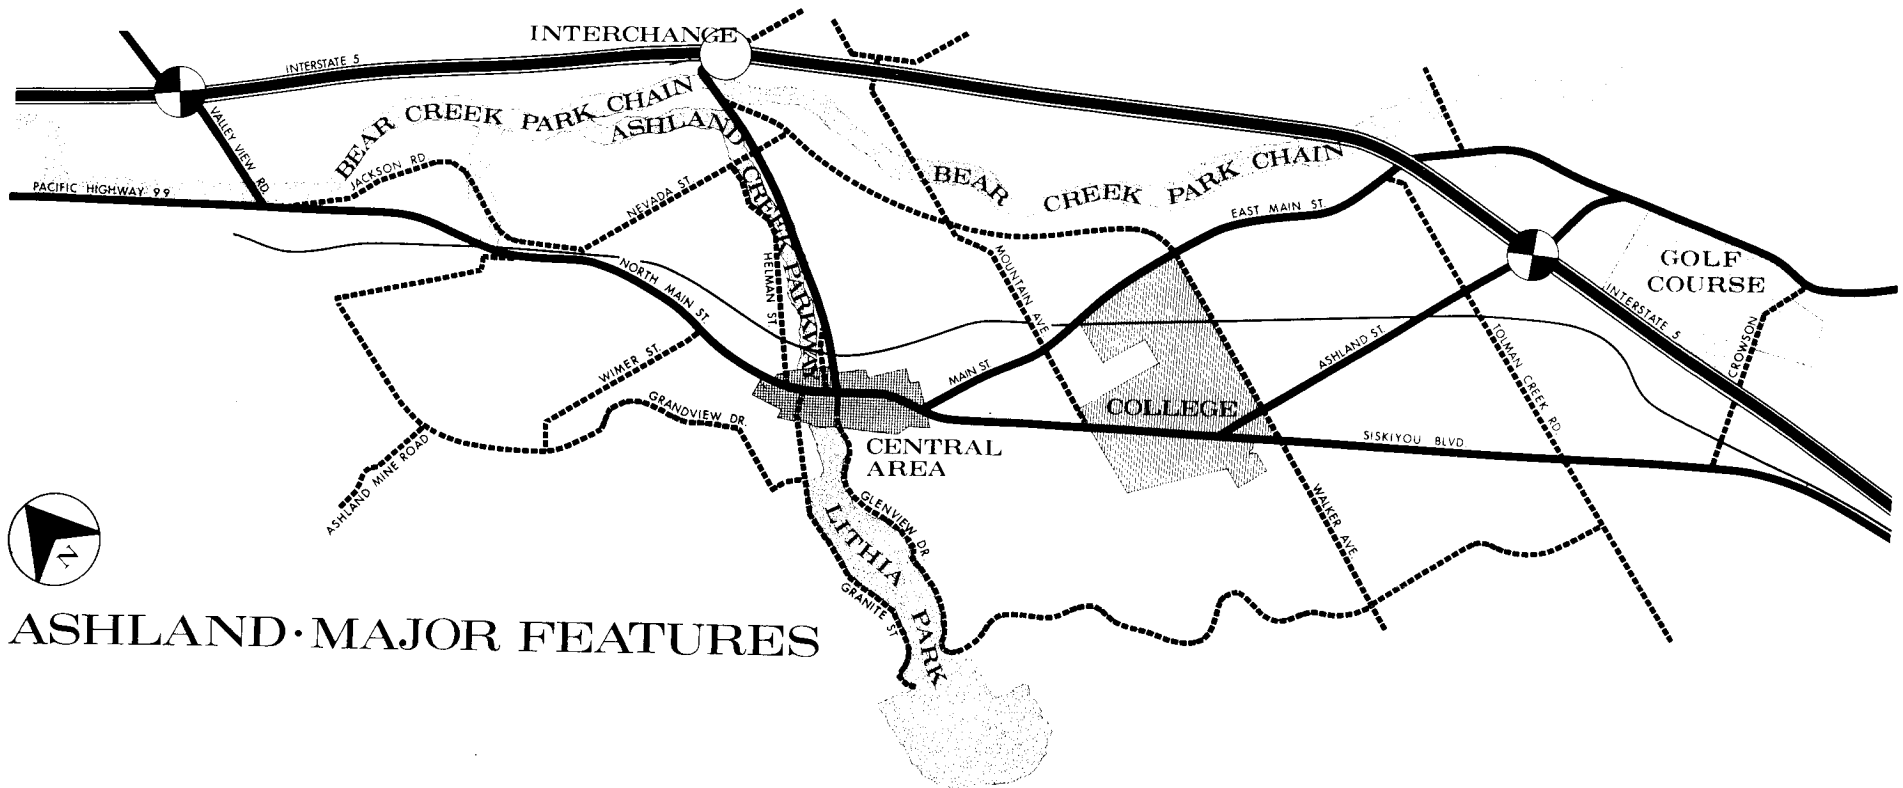 INTERCHANGE
INTERSTATE 5
BEAR CREEK PARK CHAIN
ASHLAND CREEK PARKWAY
VALLEY VIEW RD.
JACKSON RD
PACIFIC HIGHWAY 99
NEVADA ST.
BEAR CREEK PARK CHAIN
EAST MAIN ST.
HELMAN ST.
NORTH MAIN ST.
MOUNTAIN AVE.
GOLF
COURSE
INTERSTATE 5
WIMER ST.
MAIN ST.
ASHLAND ST.
TOLMAN CREEK RD.
CROWSON
GRANDVIEW DR.
COLLEGE
CENTRAL
AREA
SISKIYOU BLVD.
ASHLAND MINE ROAD
GLENVIEW DR.
WALKER AVE.
LITHIA PARK
GRANITE ST.
N
ASHLAND·MAJOR FEATURES